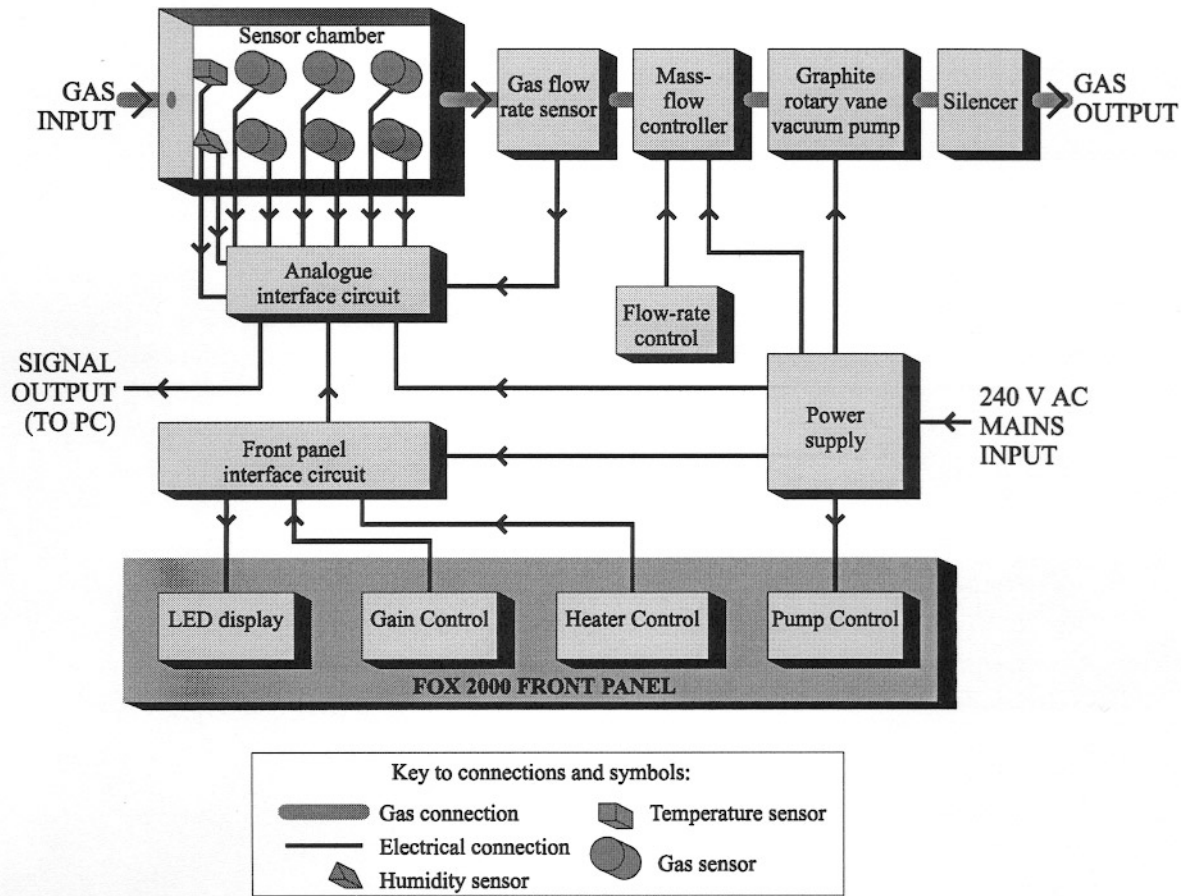 Sensor chamber
GAS
INPUT
Gas flow
rate sensor
Mass-
flow
controller
Graphite
rotary vane
vacuum pump
Silencer
GAS
OUTPUT
Analogue
interface circuit
Flow-rate
control
SIGNAL
OUTPUT
(TO PC)
Power
supply
240 V AC
MAINS
INPUT
Front panel
interface circuit
LED display
Gain Control
Heater Control
Pump Control
FOX 2000 FRONT PANEL
Key to connections and symbols:
Gas connection
Temperature sensor
Electrical connection
Gas sensor
Humidity sensor